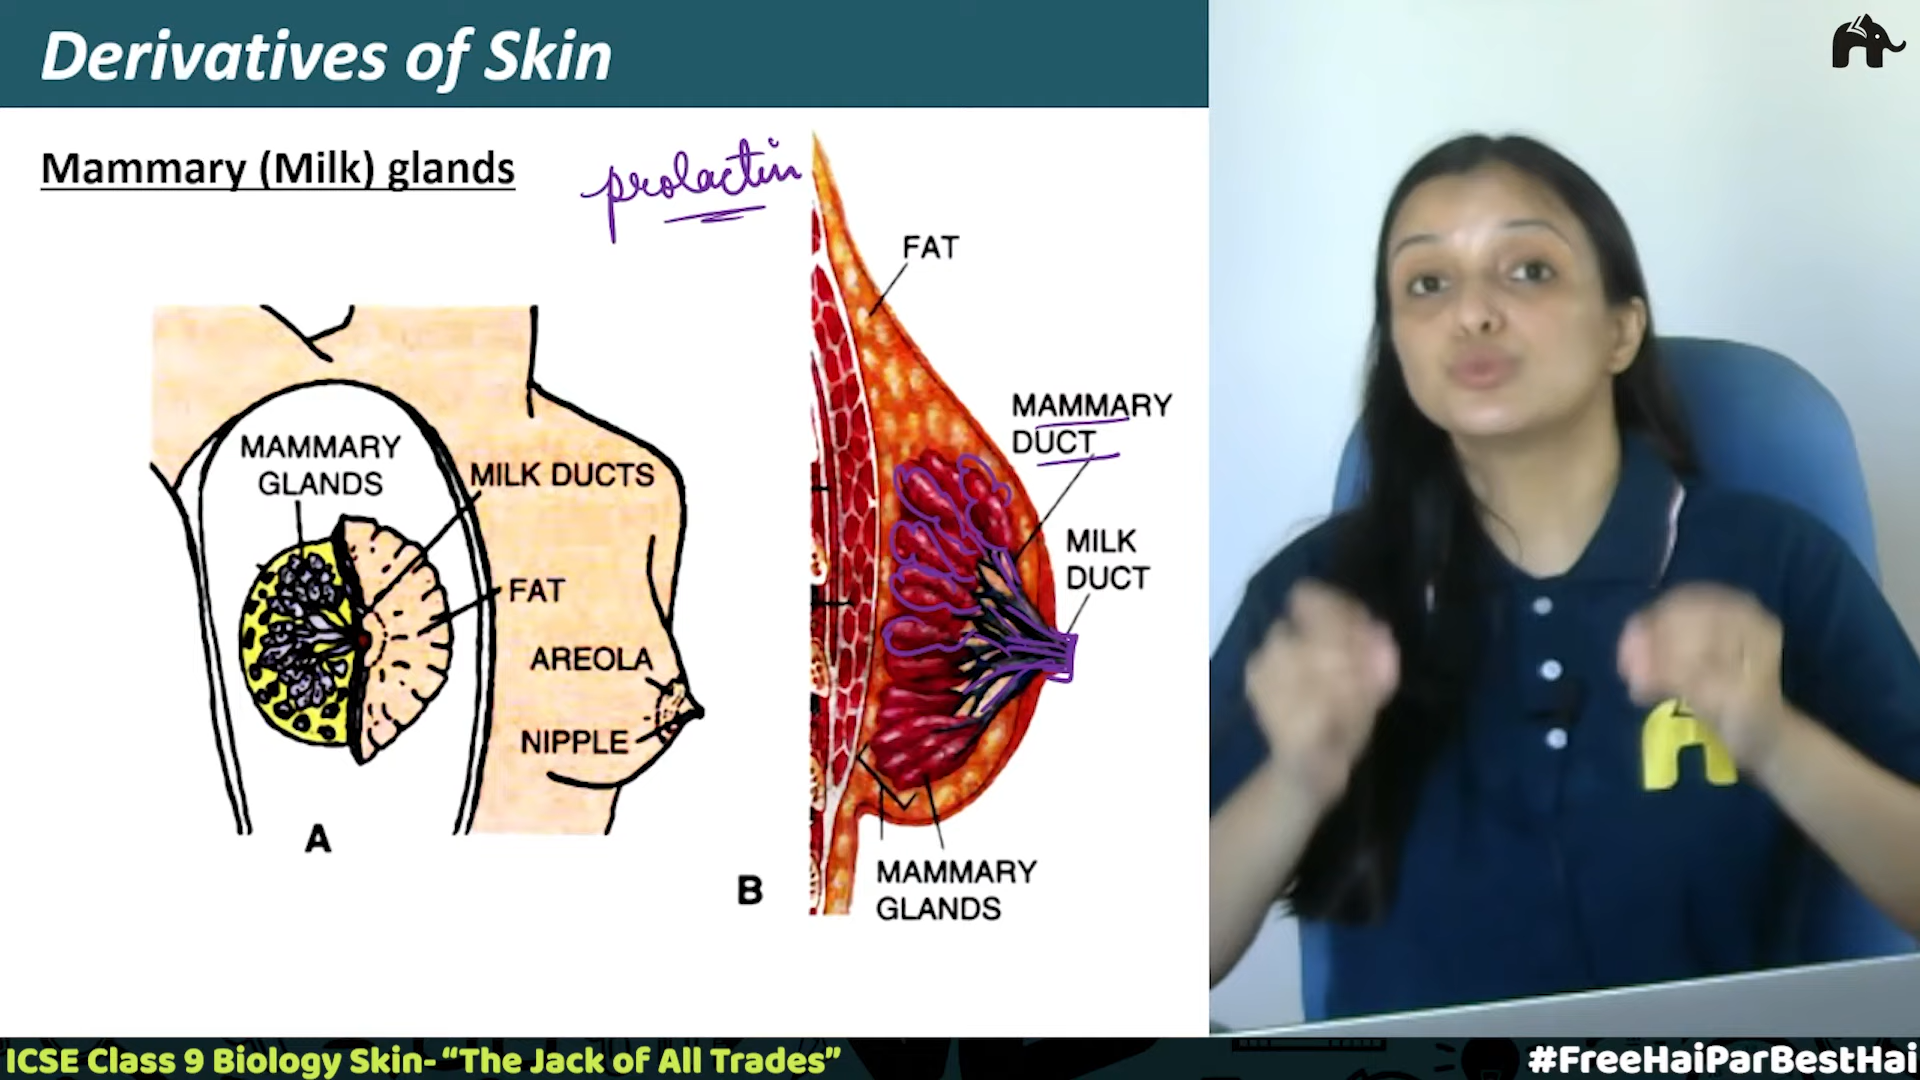 Derivatives of Skin
Mammary (Milk) glands
prolactin
MAMMARY
GLANDS
MILK DUCTS
FAT
AREOLA
NIPPLE
A
FAT
MAMMARY
DUCT
MILK
DUCT
MAMMARY
GLANDS
B
ICSE Class 9 Biology Skin- “The Jack of All Trades”
#FreeHaiParBestHai